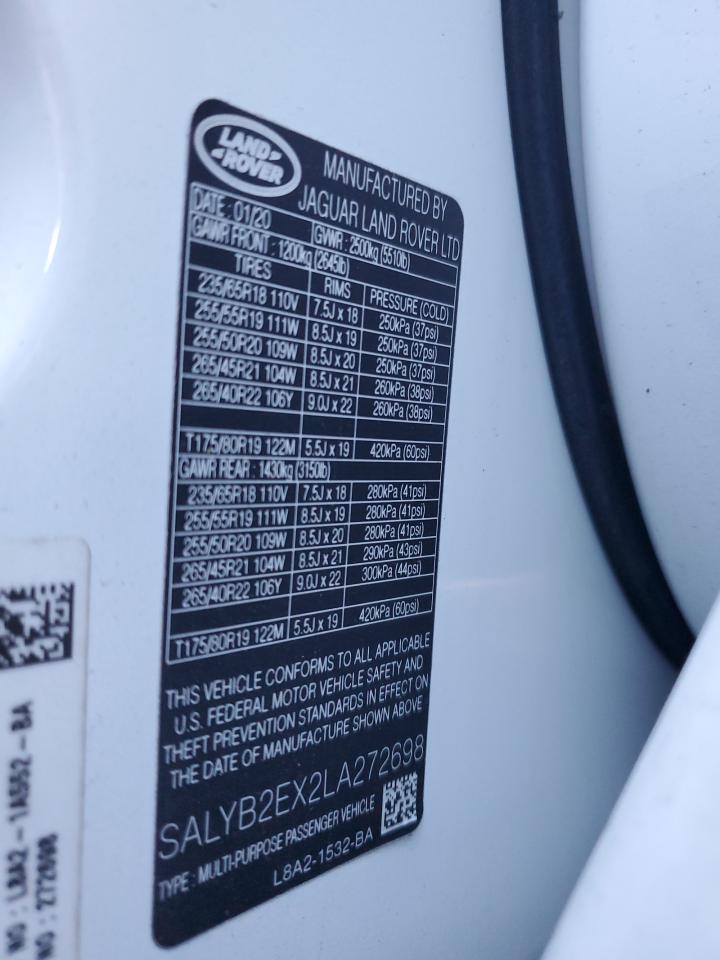 LAND ROVER
MANUFACTURED BY
JAGUAR LAND ROVER LTD
DATE : 01/20 GVWR : 2500kg (5510lb)
GAWR FRONT : 1200kg (2645lb)
TIRES RIMS PRESSURE (COLD)
235/65R18 110V 7.5J x 18 250kPa (37psi)
255/55R19 111W 8.5J x 19 250kPa (37psi)
255/50R20 109W 8.5J x 20 250kPa (37psi)
265/45R21 104W 8.5J x 21 260kPa (38psi)
265/40R22 106Y 9.0J x 22 260kPa (38psi)
T175/80R19 122M 5.5J x 19 420kPa (60psi)
GAWR REAR : 1430kg (3150lb)
235/65R18 110V 7.5J x 18 280kPa (41psi)
255/55R19 111W 8.5J x 19 280kPa (41psi)
255/50R20 109W 8.5J x 20 280kPa (41psi)
265/45R21 104W 8.5J x 21 290kPa (43psi)
265/40R22 106Y 9.0J x 22 300kPa (44psi)
T175/80R19 122M 5.5J x 19 420kPa (60psi)
THIS VEHICLE CONFORMS TO ALL APPLICABLE
U.S. FEDERAL MOTOR VEHICLE SAFETY AND
THEFT PREVENTION STANDARDS IN EFFECT ON
THE DATE OF MANUFACTURE SHOWN ABOVE
SALYB2EX2LA272698
TYPE : MULTI-PURPOSE PASSENGER VEHICLE
L8A2-1532-BA
NO : L8A2-1A552-BA
NO : 272698